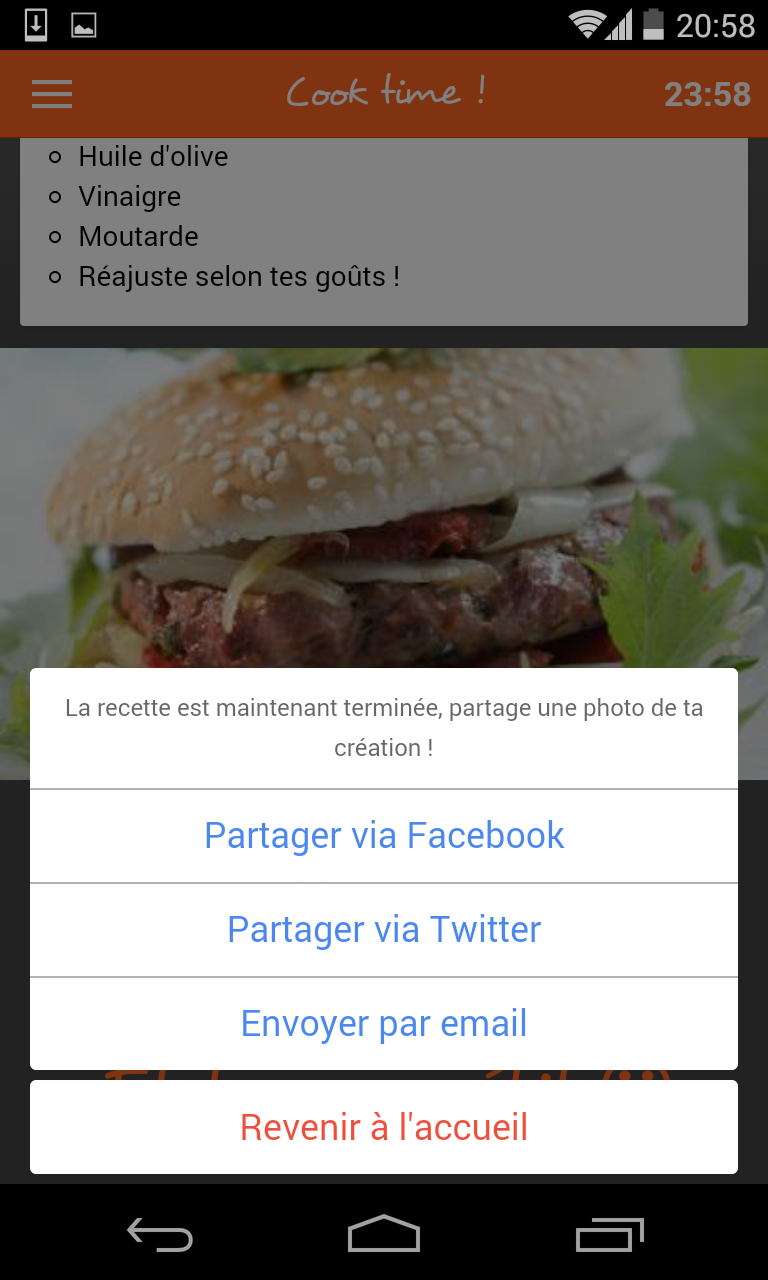 20:58
Cook time !
23:58
Huile d'olive
Vinaigre
Moutarde
Réajuste selon tes goûts !
La recette est maintenant terminée, partage une photo de ta
création !
Partager via Facebook
Partager via Twitter
Envoyer par email
Revenir à l'accueil